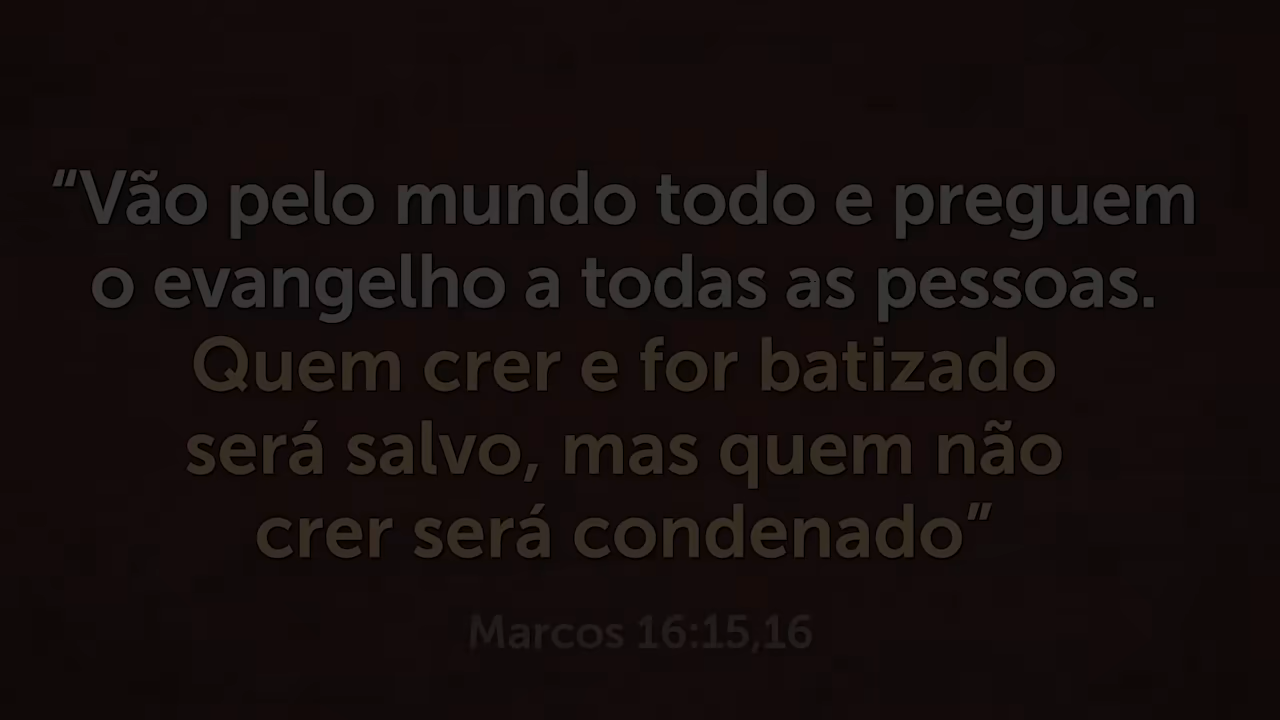 “Vão pelo mundo todo e preguem
o evangelho a todas as pessoas.
Quem crer e for batizado
será salvo, mas quem não
crer será condenado”
Marcos 16:15,16